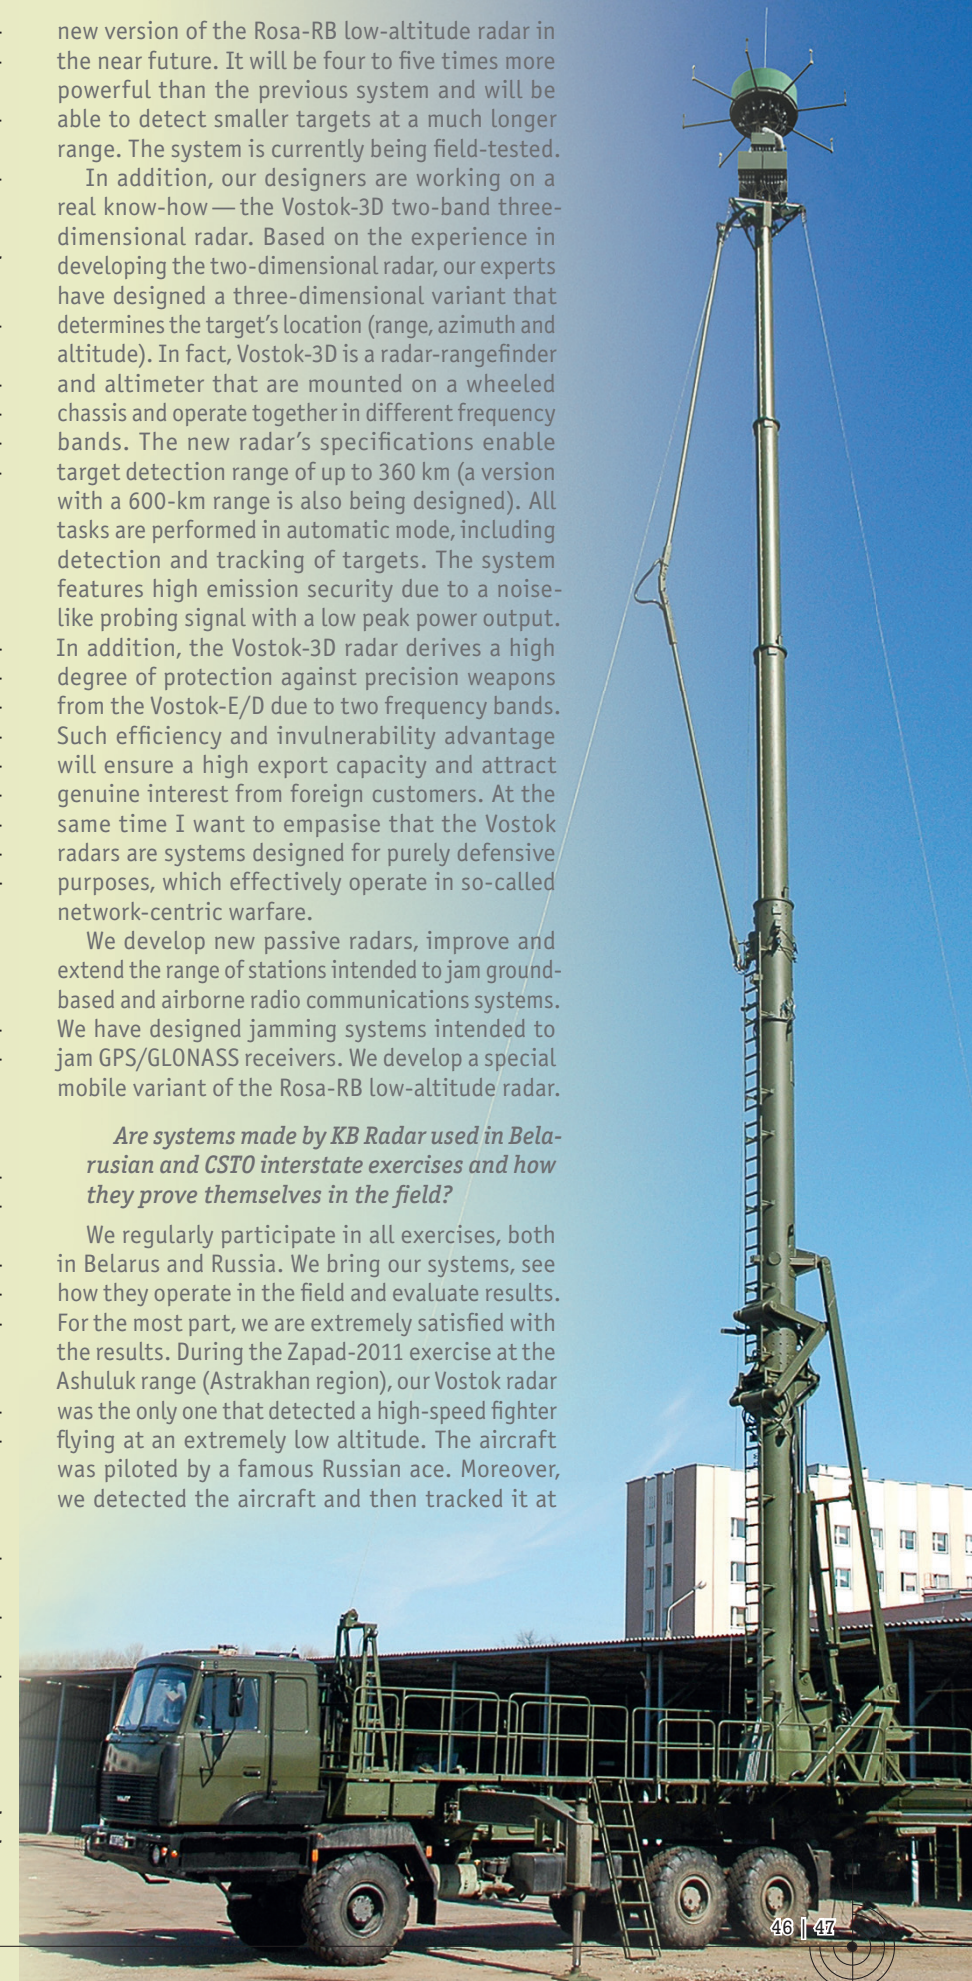 new version of the Rosa-RB low-altitude radar in
the near future. It will be four to five times more
powerful than the previous system and will be
able to detect smaller targets at a much longer
range. The system is currently being field-tested.
In addition, our designers are working on a
real know-how — the Vostok-3D two-band three-
dimensional radar. Based on the experience in
developing the two-dimensional radar, our experts
have designed a three-dimensional variant that
determines the target’s location (range, azimuth and
altitude). In fact, Vostok-3D is a radar-rangefinder
and altimeter that are mounted on a wheeled
chassis and operate together in different frequency
bands. The new radar’s specifications enable
target detection range of up to 360 km (a version
with a 600-km range is also being designed). All
tasks are performed in automatic mode, including
detection and tracking of targets. The system
features high emission security due to a noise-
like probing signal with a low peak power output.
In addition, the Vostok-3D radar derives a high
degree of protection against precision weapons
from the Vostok-E/D due to two frequency bands.
Such efficiency and invulnerability advantage
will ensure a high export capacity and attract
genuine interest from foreign customers. At the
same time I want to empasise that the Vostok
radars are systems designed for purely defensive
purposes, which effectively operate in so-called
network-centric warfare.
We develop new passive radars, improve and
extend the range of stations intended to jam ground-
based and airborne radio communications systems.
We have designed jamming systems intended to
jam GPS/GLONASS receivers. We develop a special
mobile variant of the Rosa-RB low-altitude radar.
Are systems made by KB Radar used in Bela-
rusian and CSTO interstate exercises and how
they prove themselves in the field?
We regularly participate in all exercises, both
in Belarus and Russia. We bring our systems, see
how they operate in the field and evaluate results.
For the most part, we are extremely satisfied with
the results. During the Zapad-2011 exercise at the
Ashuluk range (Astrakhan region), our Vostok radar
was the only one that detected a high-speed fighter
flying at an extremely low altitude. The aircraft
was piloted by a famous Russian ace. Moreover,
we detected the aircraft and then tracked it at
46 | 47